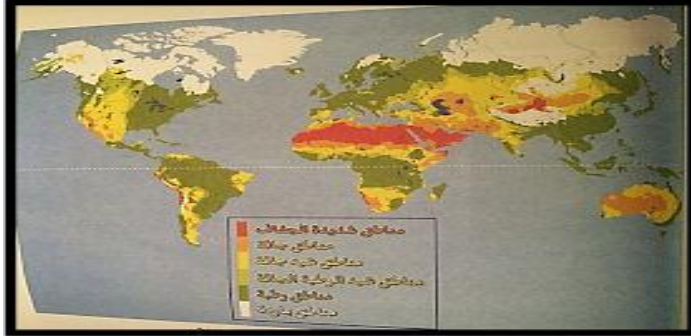 مناطق شديدة الجفاف
مناطق جافة
مناطق شبه جافة
مناطق شبه الرطبة الجافة
مناطق رطبة
مناطق باردة